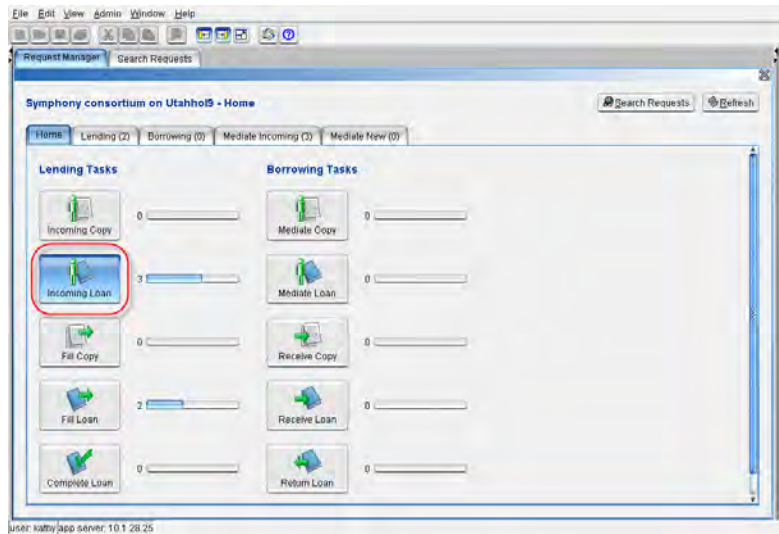 File Edit View Admin Window Help
Request Manager Search Requests
Symphony consortium on Utahhol9 - Home Search Requests Refresh
Home Lending (2) Borrowing (0) Mediate Incoming (3) Mediate New (0)
Lending Tasks Borrowing Tasks
0 0
Incoming Copy Mediate Copy
3 0
Incoming Loan Mediate Loan
0 0
Fill Copy Receive Copy
2 0
Fill Loan Receive Loan
0 0
Complete Loan Return Loan
user: kathy app server: 10.1.28.25